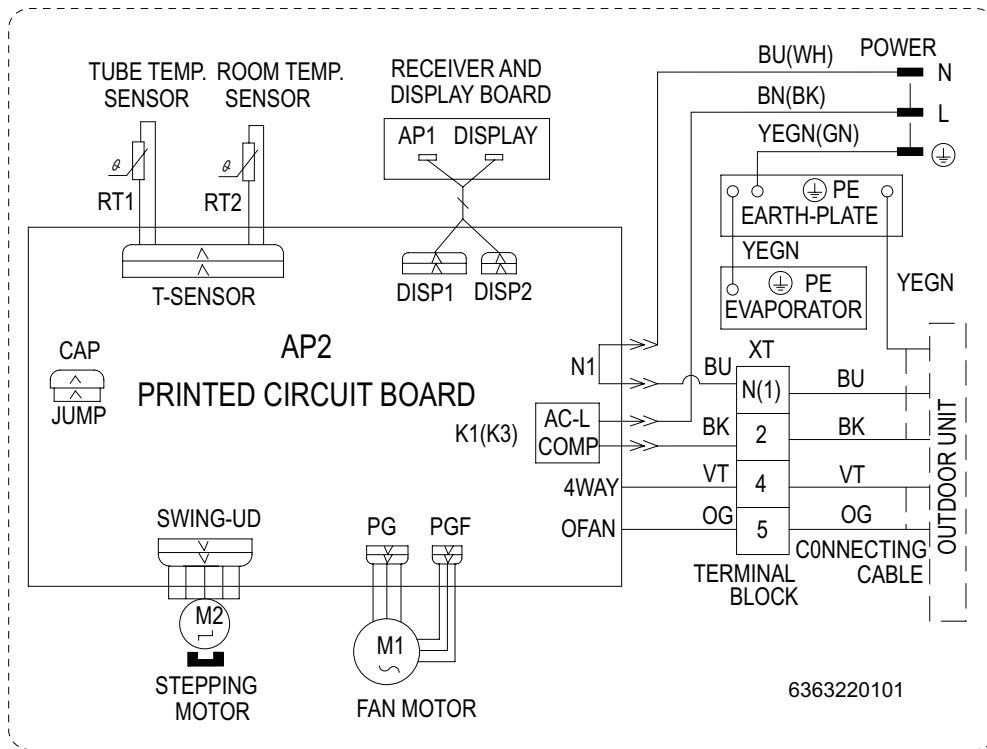 TUBE TEMP.
SENSOR
ROOM TEMP.
SENSOR
RECEIVER AND
DISPLAY BOARD
AP1 DISPLAY
BU(WH)
POWER
N
BN(BK)
L
YEGN(GN)
θ
RT1
θ
RT2
PE
EARTH-PLATE
YEGN
PE
EVAPORATOR
YEGN
T-SENSOR
DISP1
DISP2
CAP
JUMP
AP2
PRINTED CIRCUIT BOARD
N1
K1(K3)
AC-L
COMP
4WAY
OFAN
XT
BU
N(1)
BU
BK
2
BK
VT
4
VT
OG
5
OG
TERMINAL
BLOCK
C0NNECTING
CABLE
OUTDOOR UNIT
SWING-UD
M2
STEPPING
MOTOR
PG
PGF
M1
FAN MOTOR
6363220101